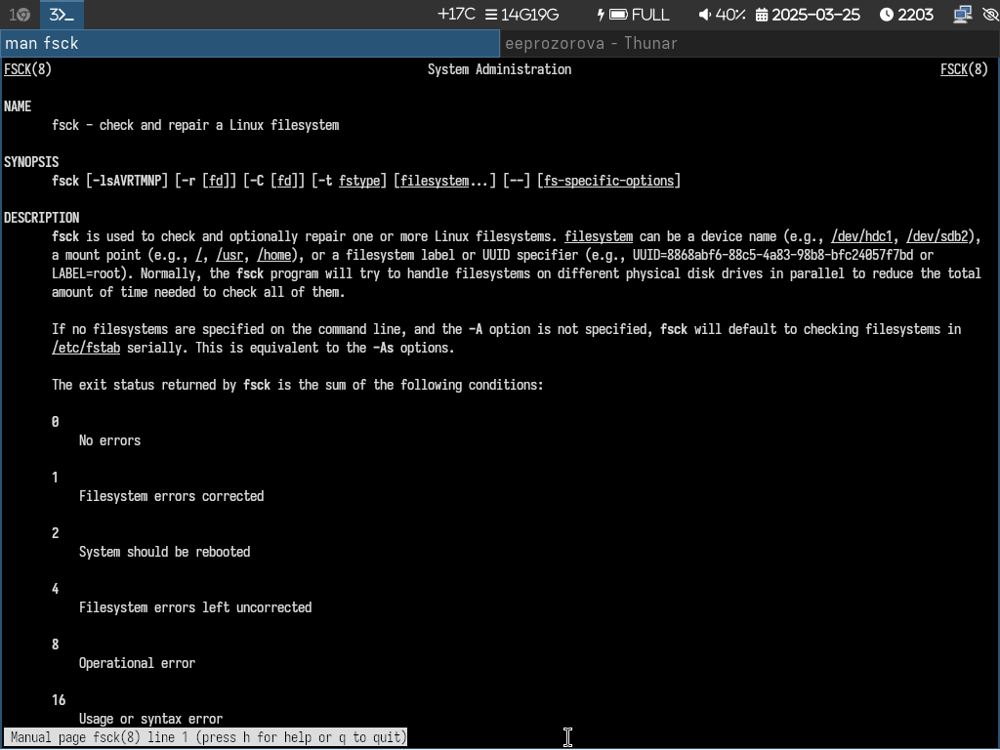 1 3 +17C 14G19G FULL 40% 2025-03-25 2203
man fsck eeprozorova - Thunar
FSCK(8) System Administration FSCK(8)
NAME
fsck - check and repair a Linux filesystem
SYNOPSIS
fsck [-lsAVRTMNP] [-r [fd]] [-C [fd]] [-t fstype] [filesystem...] [--] [fs-specific-options]
DESCRIPTION
fsck is used to check and optionally repair one or more Linux filesystems. filesystem can be a device name (e.g., /dev/hdc1, /dev/sdb2),
a mount point (e.g., /, /usr, /home), or a filesystem label or UUID specifier (e.g., UUID=8868abf6-88c5-4a83-98b8-bfc24057f7bd or
LABEL=root). Normally, the fsck program will try to handle filesystems on different physical disk drives in parallel to reduce the total
amount of time needed to check all of them.
If no filesystems are specified on the command line, and the -A option is not specified, fsck will default to checking filesystems in
/etc/fstab serially. This is equivalent to the -As options.
The exit status returned by fsck is the sum of the following conditions:
0
No errors
1
Filesystem errors corrected
2
System should be rebooted
4
Filesystem errors left uncorrected
8
Operational error
16
Usage or syntax error
Manual page fsck(8) line 1 (press h for help or q to quit)